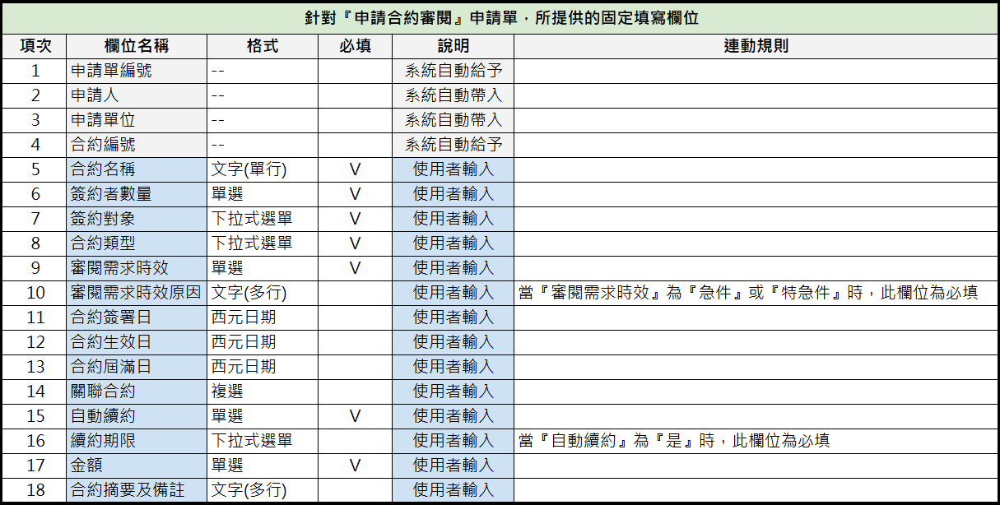 針對『申請合約審閱』申請單，所提供的固定填寫欄位
項次 欄位名稱 格式 必填 說明 連動規則
1 申請單編號 -- 系統自動給予
2 申請人 -- 系統自動帶入
3 申請單位 -- 系統自動帶入
4 合約編號 -- 系統自動給予
5 合約名稱 文字(單行) V 使用者輸入
6 簽約者數量 單選 V 使用者輸入
7 簽約對象 下拉式選單 V 使用者輸入
8 合約類型 下拉式選單 V 使用者輸入
9 審閱需求時效 單選 V 使用者輸入
10 審閱需求時效原因 文字(多行) 使用者輸入 當『審閱需求時效』為『急件』或『特急件』時，此欄位為必填
11 合約簽署日 西元日期 使用者輸入
12 合約生效日 西元日期 使用者輸入
13 合約屆滿日 西元日期 使用者輸入
14 關聯合約 複選 使用者輸入
15 自動續約 單選 V 使用者輸入
16 續約期限 下拉式選單 使用者輸入 當『自動續約』為『是』時，此欄位為必填
17 金額 單選 V 使用者輸入
18 合約摘要及備註 文字(多行) 使用者輸入